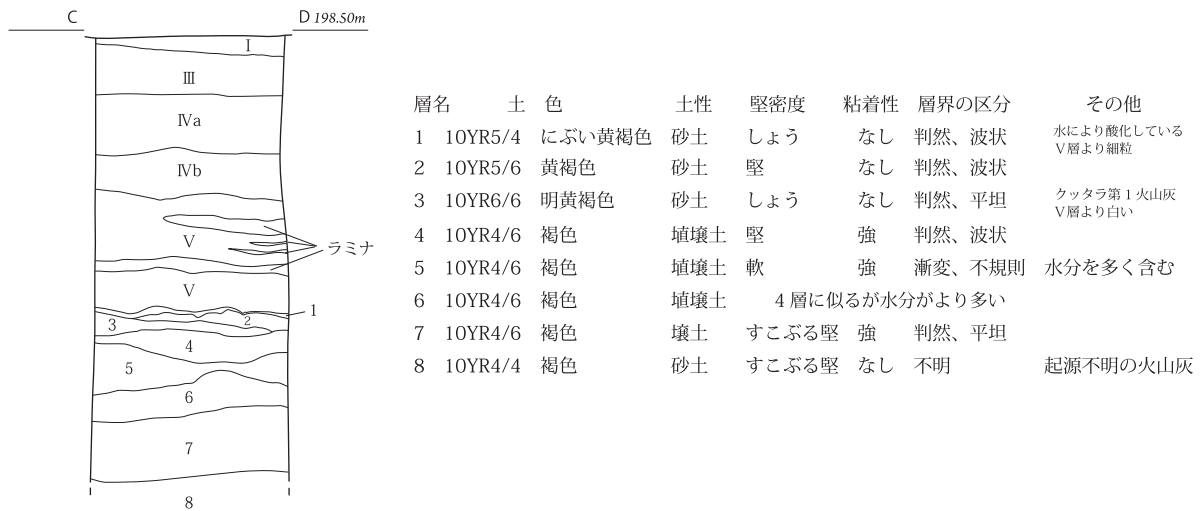 C
D 198.50m
Ⅰ
Ⅲ
Ⅳa
Ⅳb
Ⅴ
ラミナ
Ⅴ
1
2
3
4
5
6
7
8
層名 土 色 土性 堅密度 粘着性 層界の区分 その他
1 10YR5/4 にぶい黄褐色 砂土 しょう なし 判然、波状 水により酸化している
Ⅴ層より細粒
2 10YR5/6 黄褐色 砂土 堅 なし 判然、波状
3 10YR6/6 明黄褐色 砂土 しょう なし 判然、平坦 クッタラ第1火山灰
Ⅴ層より白い
4 10YR4/6 褐色 埴壌土 堅 強 判然、波状
5 10YR4/6 褐色 埴壌土 軟 強 漸変、不規則 水分を多く含む
6 10YR4/6 褐色 埴壌土 4層に似るが水分がより多い
7 10YR4/6 褐色 壌土 すこぶる堅 強 判然、平坦
8 10YR4/4 褐色 砂土 すこぶる堅 なし 不明 起源不明の火山灰